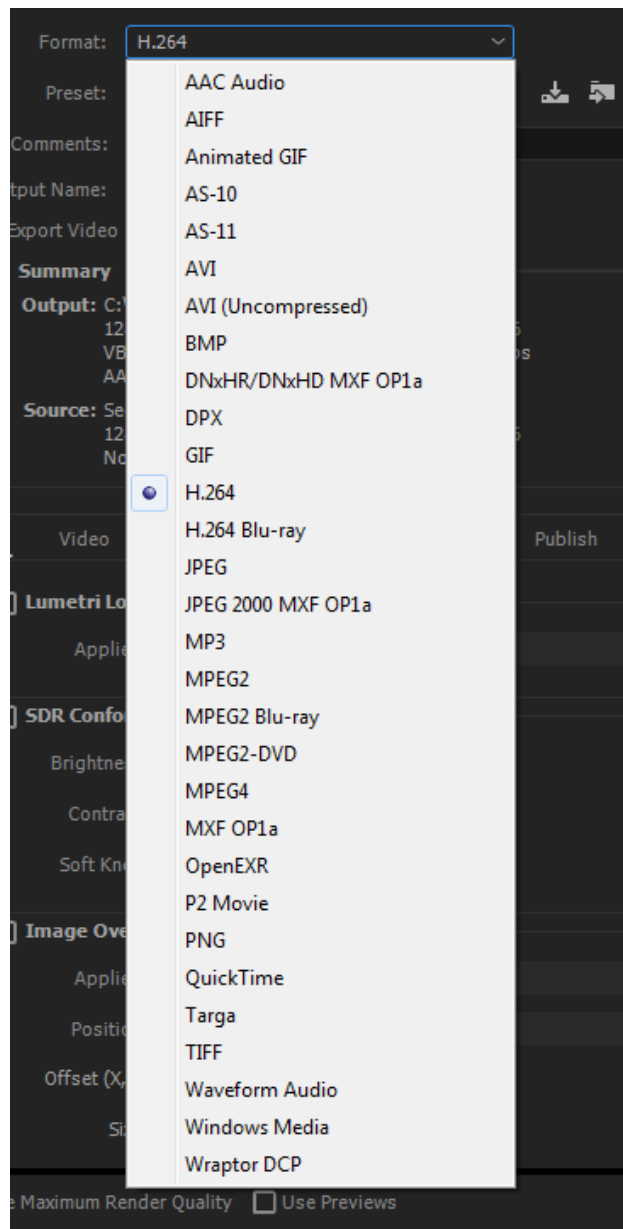 Format: H.264
Preset:
Comments:
tput Name:
Export Video
Summary
Output: C:\
12
VB
AA
Source: Se
12
No
Video
Publish
Lumetri Lo
Applie
SDR Confo
Brightne
Contra
Soft Kne
Image Ove
Applie
Positio
Offset (X,
Si
e Maximum Render Quality Use Previews
AAC Audio
AIFF
Animated GIF
AS-10
AS-11
AVI
AVI (Uncompressed)
BMP
DNxHR/DNxHD MXF OP1a
DPX
GIF
H.264
H.264 Blu-ray
JPEG
JPEG 2000 MXF OP1a
MP3
MPEG2
MPEG2 Blu-ray
MPEG2-DVD
MPEG4
MXF OP1a
OpenEXR
P2 Movie
PNG
QuickTime
Targa
TIFF
Waveform Audio
Windows Media
Wraptor DCP